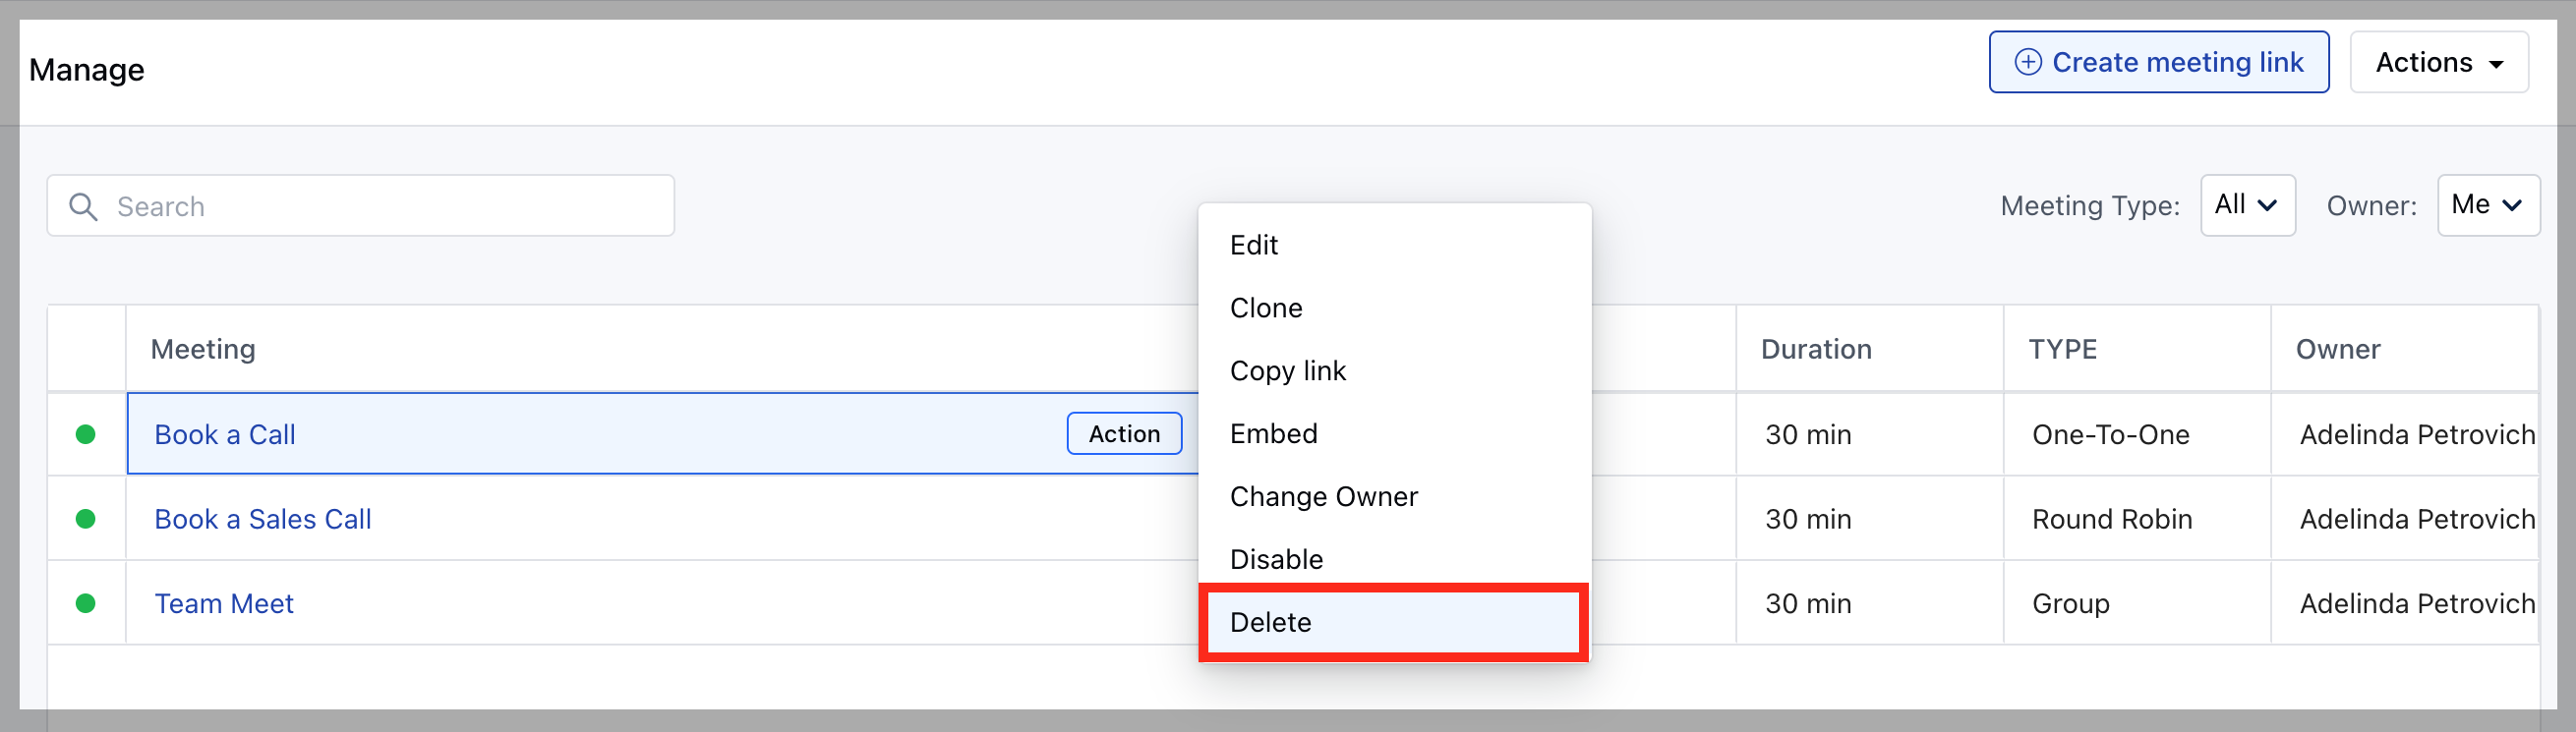 Manage
Create meeting link
Actions
Search
Meeting Type: All
Owner: Me
Edit
Clone
Copy link
Embed
Change Owner
Disable
Delete
Meeting Duration TYPE Owner
Book a Call Action 30 min One-To-One Adelinda Petrovich
Book a Sales Call 30 min Round Robin Adelinda Petrovich
Team Meet 30 min Group Adelinda Petrovich